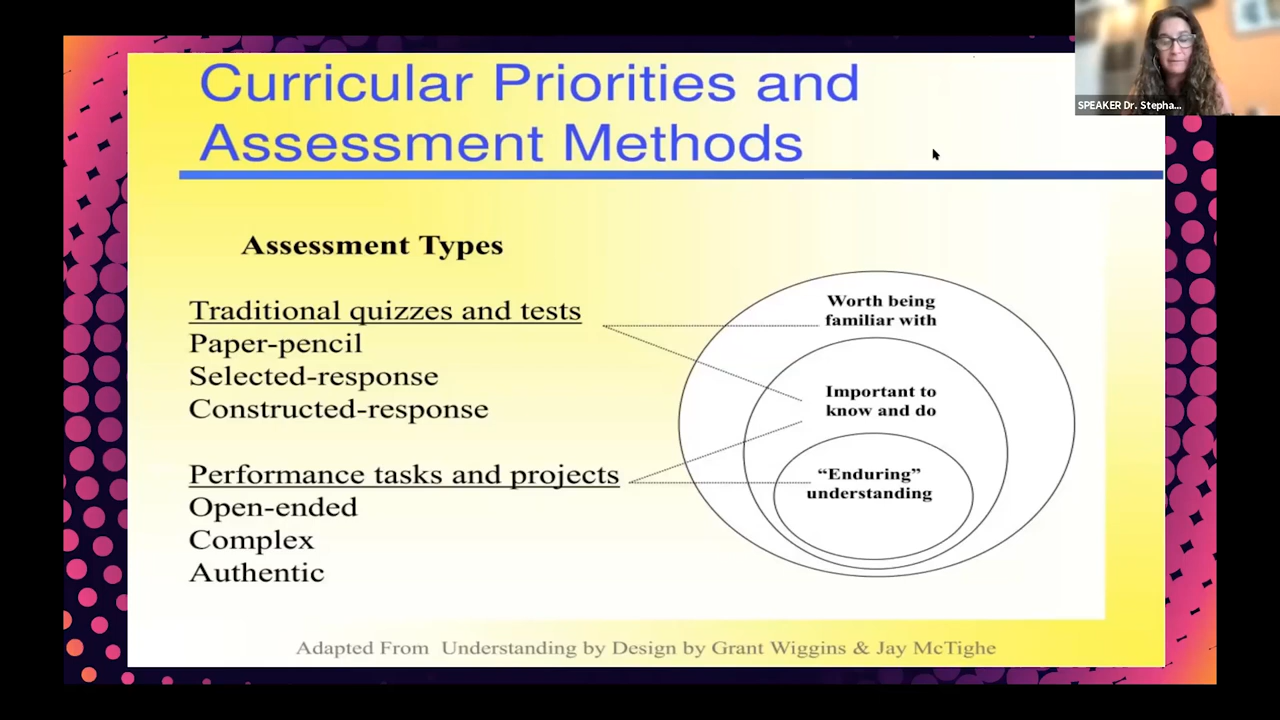 Curricular Priorities and
Assessment Methods
SPEAKER Dr. Stepha...
Assessment Types
Traditional quizzes and tests
Paper-pencil
Selected-response
Constructed-response
Performance tasks and projects
Open-ended
Complex
Authentic
Worth being
familiar with
Important to
know and do
“Enduring”
understanding
Adapted From Understanding by Design by Grant Wiggins & Jay McTighe